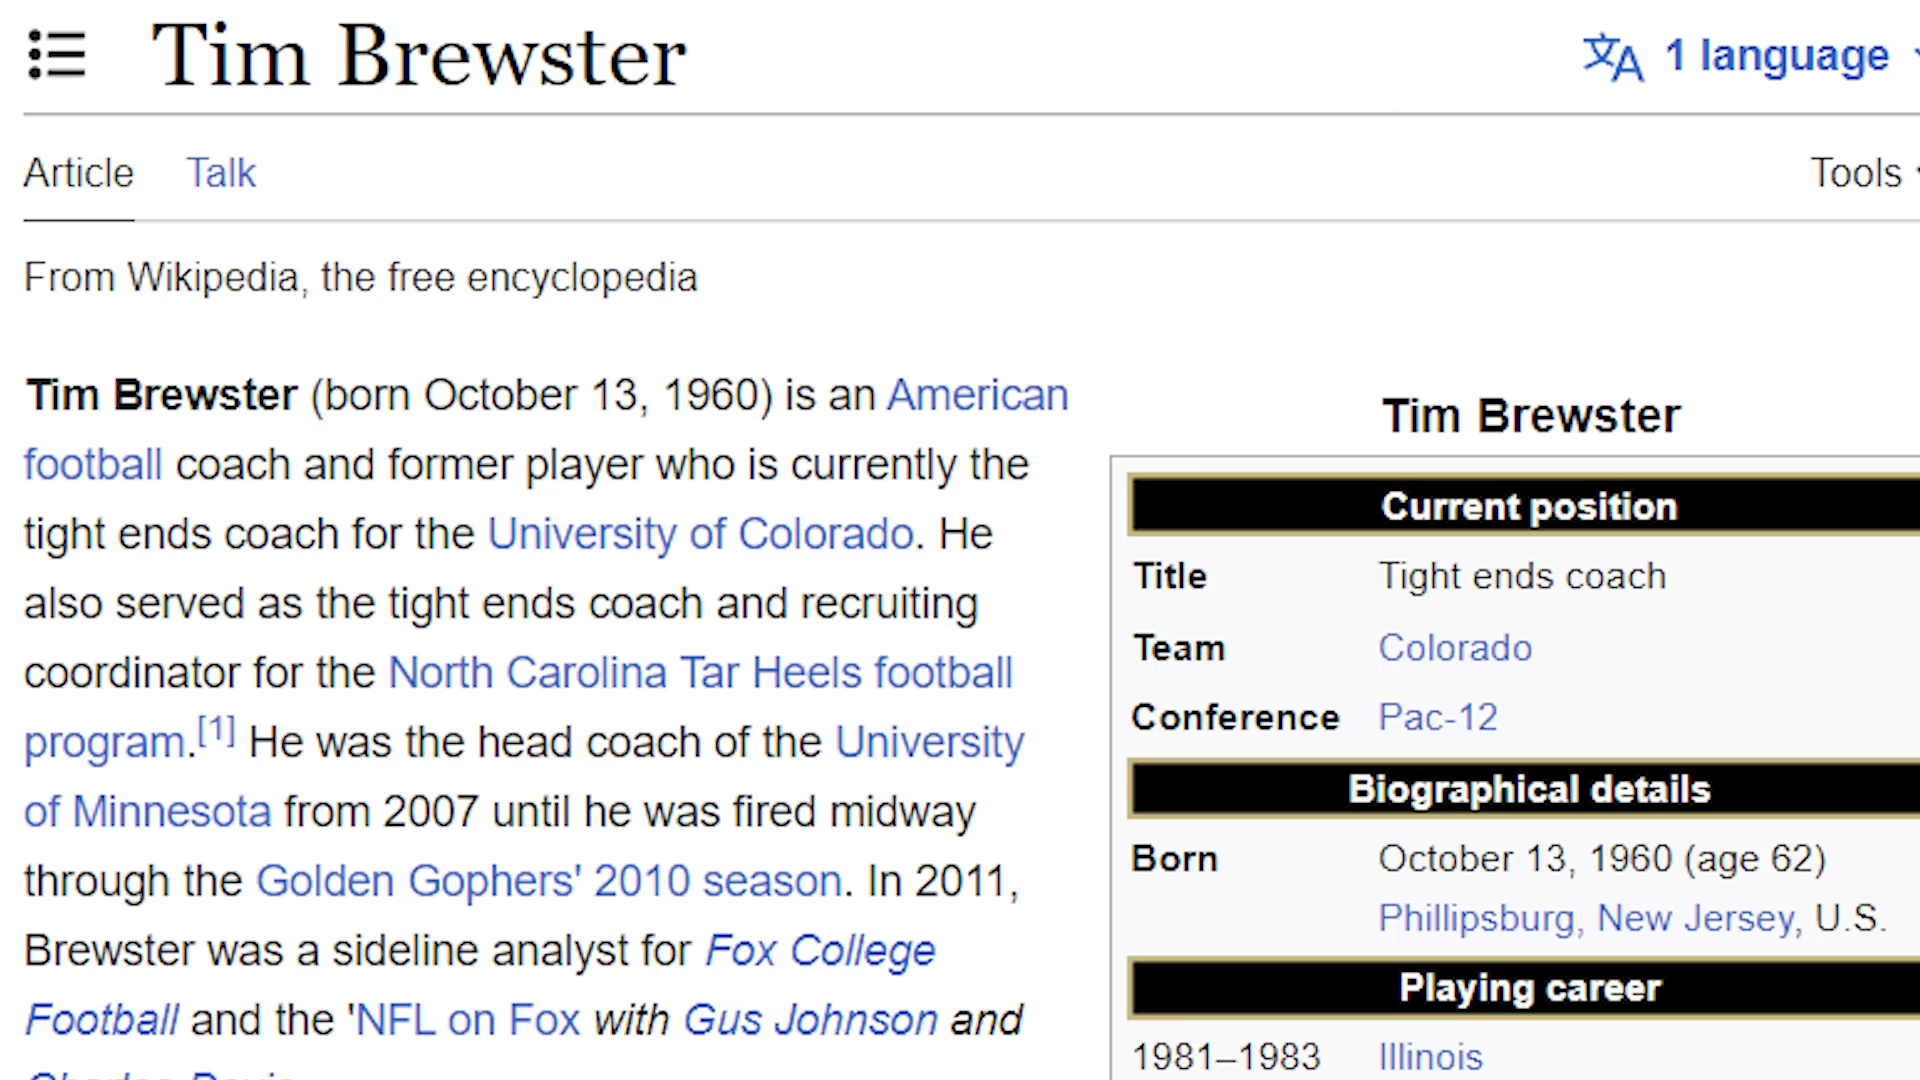 Tim Brewster
1 language
Article Talk
Tools
From Wikipedia, the free encyclopedia
Tim Brewster (born October 13, 1960) is an American
football coach and former player who is currently the
tight ends coach for the University of Colorado. He
also served as the tight ends coach and recruiting
coordinator for the North Carolina Tar Heels football
program.[1] He was the head coach of the University
of Minnesota from 2007 until he was fired midway
through the Golden Gophers' 2010 season. In 2011,
Brewster was a sideline analyst for Fox College
Football and the 'NFL on Fox with Gus Johnson and
Tim Brewster
Current position
Title Tight ends coach
Team Colorado
Conference Pac-12
Biographical details
Born October 13, 1960 (age 62)
Phillipsburg, New Jersey, U.S.
Playing career
1981–1983 Illinois